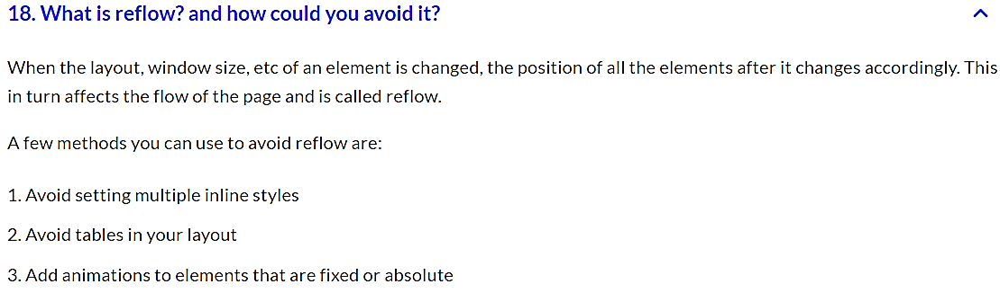 18. What is reflow? and how could you avoid it?
When the layout, window size, etc of an element is changed, the position of all the elements after it changes accordingly. This
in turn affects the flow of the page and is called reflow.
A few methods you can use to avoid reflow are:
1. Avoid setting multiple inline styles
2. Avoid tables in your layout
3. Add animations to elements that are fixed or absolute